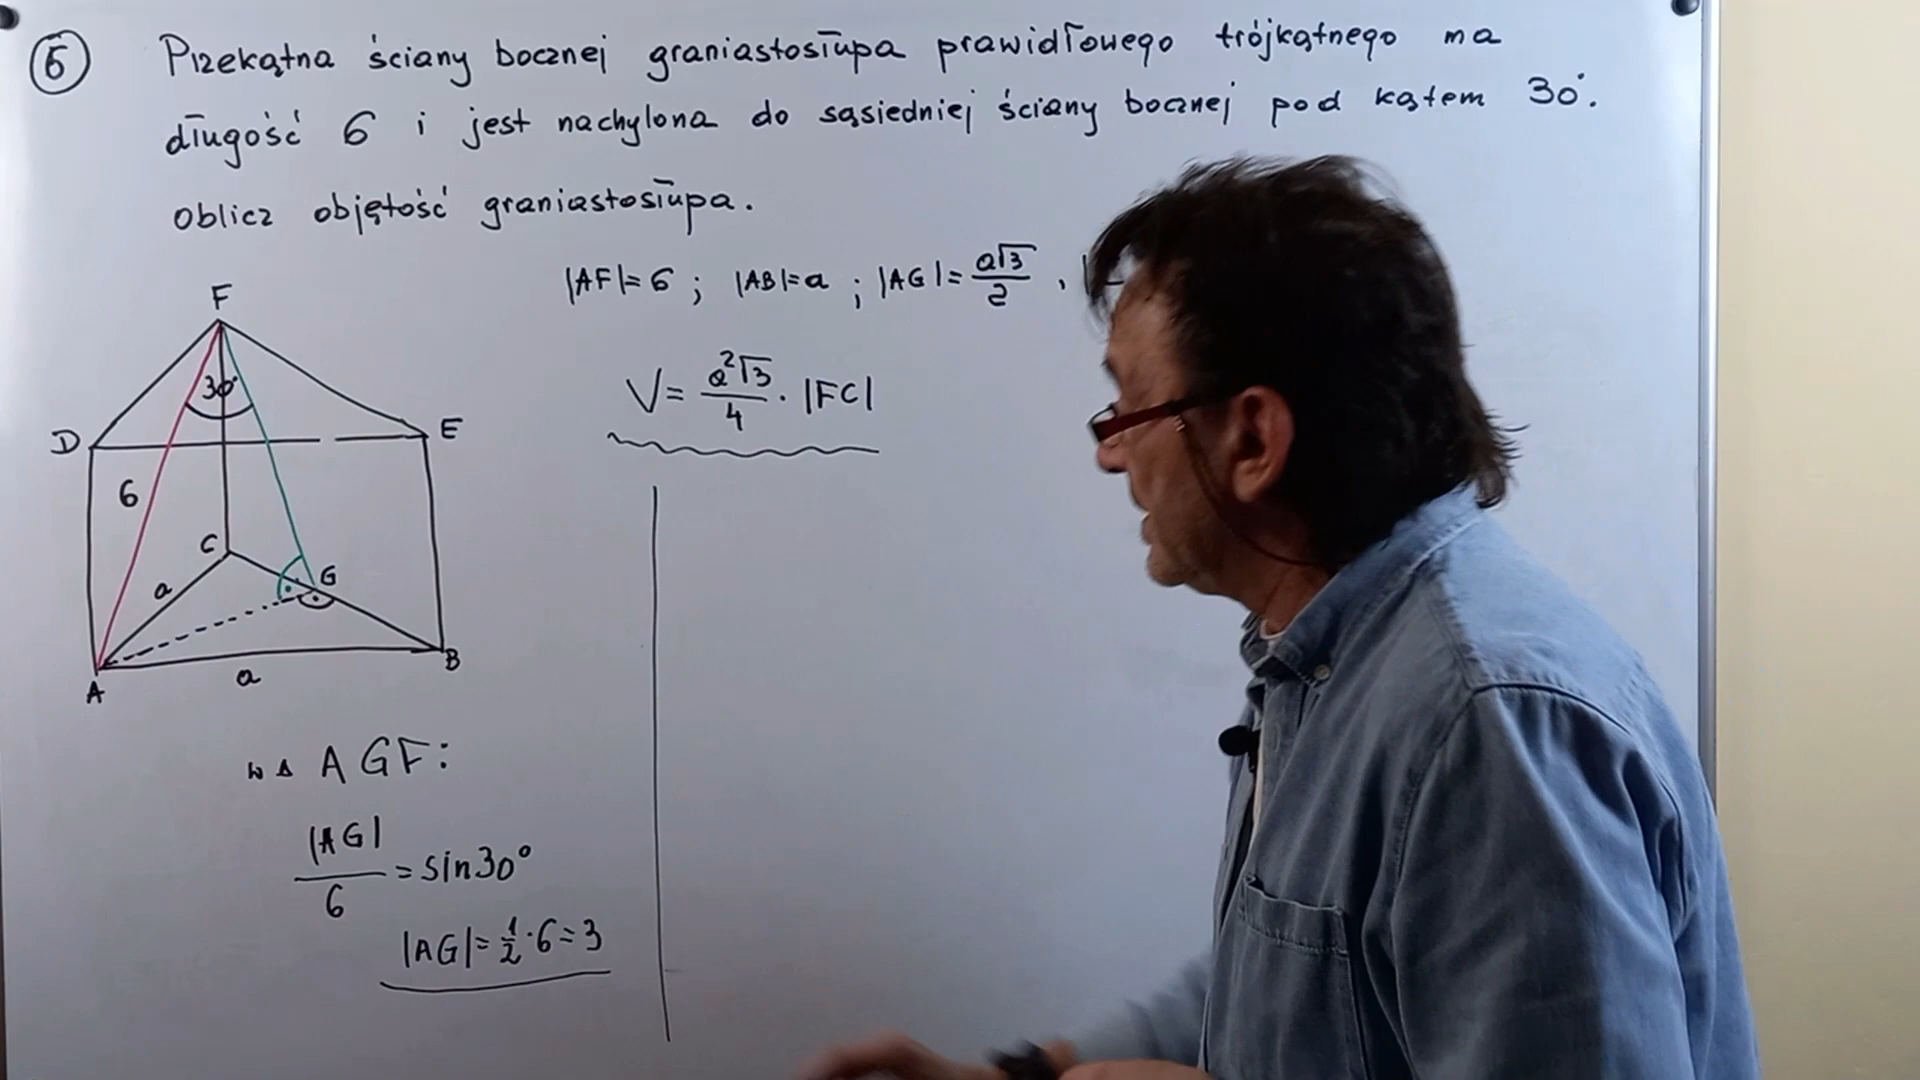 6 Przekątna ściany bocznej graniastosłupa prawidłowego trójkątnego ma
długość 6 i jest nachylona do sąsiedniej ściany bocznej pod kątem 30°.
oblicz objętość graniastosłupa.
|AF|=6 ; |AB|=a ; |AG|=a√3/2 ,
V= a²√3/4 · |FC|
F
30°
D
E
6
C
a
G
A
a
B
w Δ AGF:
|AG|/6 = sin30°
|AG|=1/2·6=3